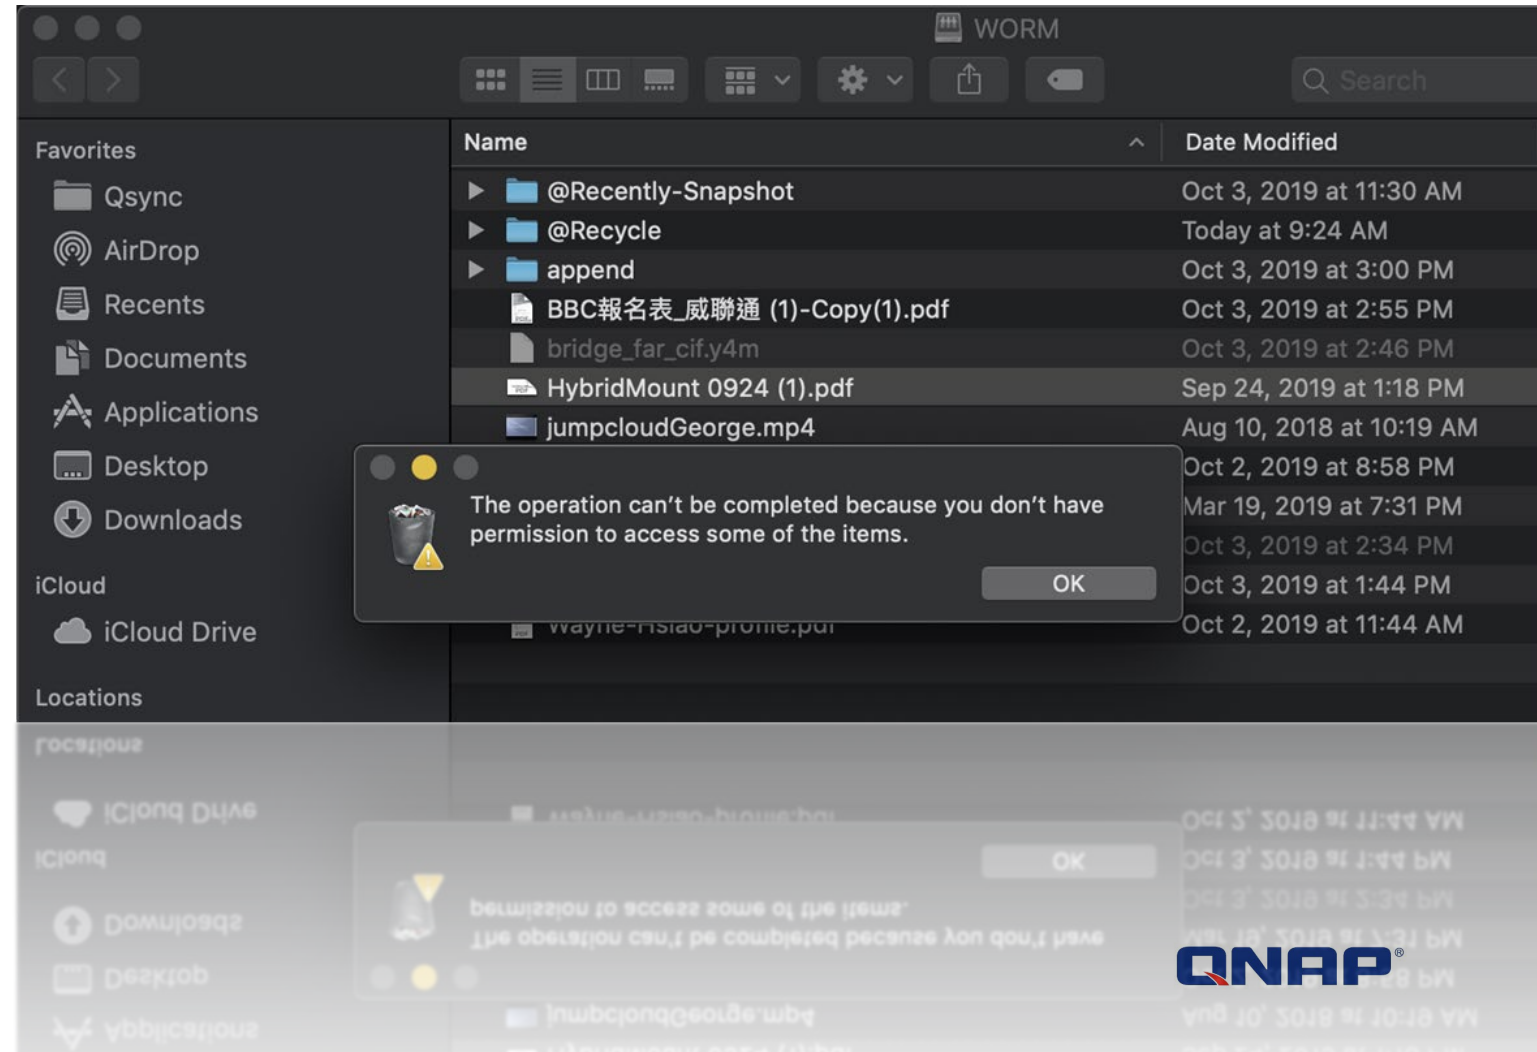 WORM
Search
Favorites
Qsync
AirDrop
Recents
Documents
Applications
Desktop
Downloads
iCloud
iCloud Drive
Locations
Name Date Modified
@Recently-Snapshot Oct 3, 2019 at 11:30 AM
@Recycle Today at 9:24 AM
append Oct 3, 2019 at 3:00 PM
BBC報名表_威聯通 (1)-Copy(1).pdf Oct 3, 2019 at 2:55 PM
bridge_far_cif.y4m Oct 3, 2019 at 2:46 PM
HybridMount 0924 (1).pdf Sep 24, 2019 at 1:18 PM
jumpcloudGeorge.mp4 Aug 10, 2018 at 10:19 AM
Oct 2, 2019 at 8:58 PM
Mar 19, 2019 at 7:31 PM
Oct 3, 2019 at 2:34 PM
Oct 3, 2019 at 1:44 PM
Wayne-Hsiao-profile.pdf Oct 2, 2019 at 11:44 AM
The operation can't be completed because you don't have
permission to access some of the items.
OK
QNAP®